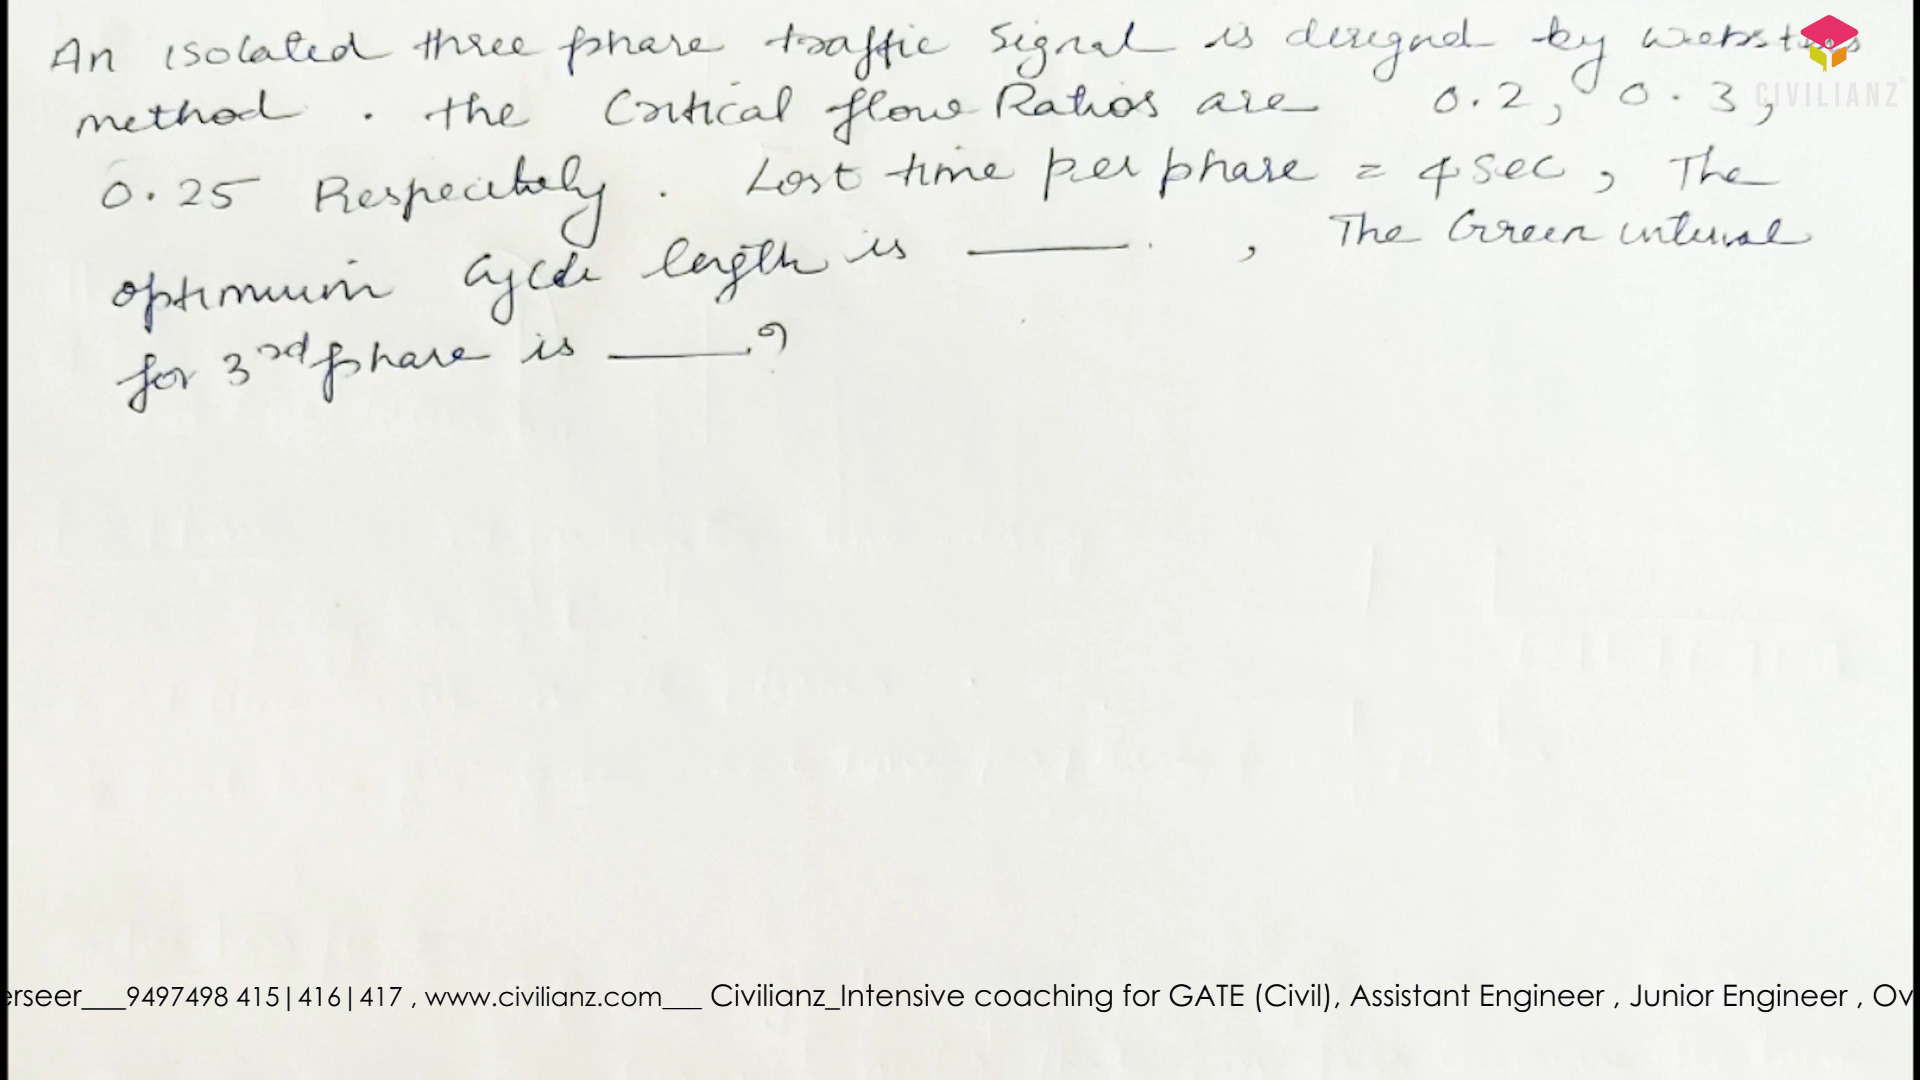 An isolated three phase traffic signal is designd by websters
method . the Critical flow Ratios are 0.2, 0.3,
CIVILIANZ
0.25 Respectively . Lost time per phase = 4 sec, The
optimum Cycle length is ______ . , The Green interval
for 3rd phase is ______?
erseer___9497498 415|416|417 , www.civilianz.com___ Civilianz_Intensive coaching for GATE (Civil), Assistant Engineer , Junior Engineer , Ov